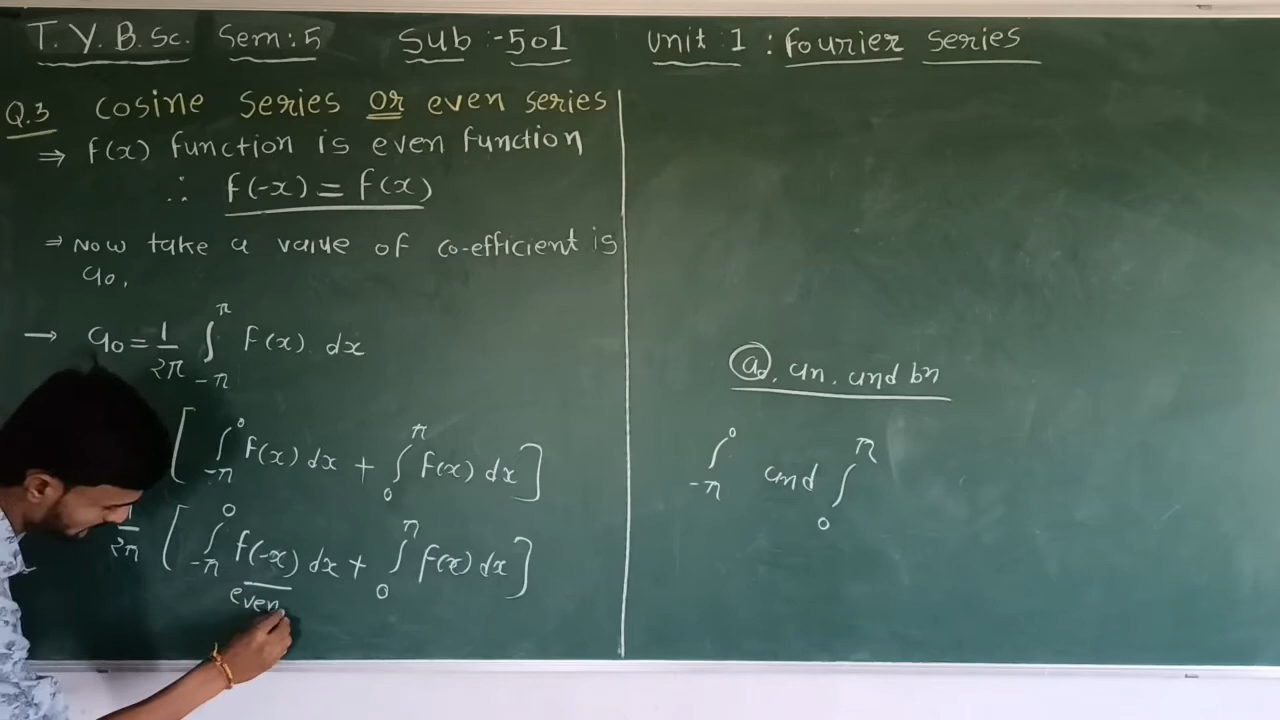 T.Y.B.Sc. Sem:5 Sub:-501 Unit 1 : Fourier series
Q.3 Cosine Series OR even series
⇒ f(x) function is even function
∴ f(-x) = f(x)
⇒ Now take a value of co-efficient is
a₀,
→ a₀ = 1/2π ∫_{-π}^{π} f(x) dx
[ ∫_{-π}^{0} f(x) dx + ∫_{0}^{π} f(x) dx ]
1/2π [ ∫_{-π}^{0} f(-x) dx + ∫_{0}^{π} f(x) dx ]
even
a₀, an, and bn
∫_{-π}^{0} and ∫_{0}^{π}